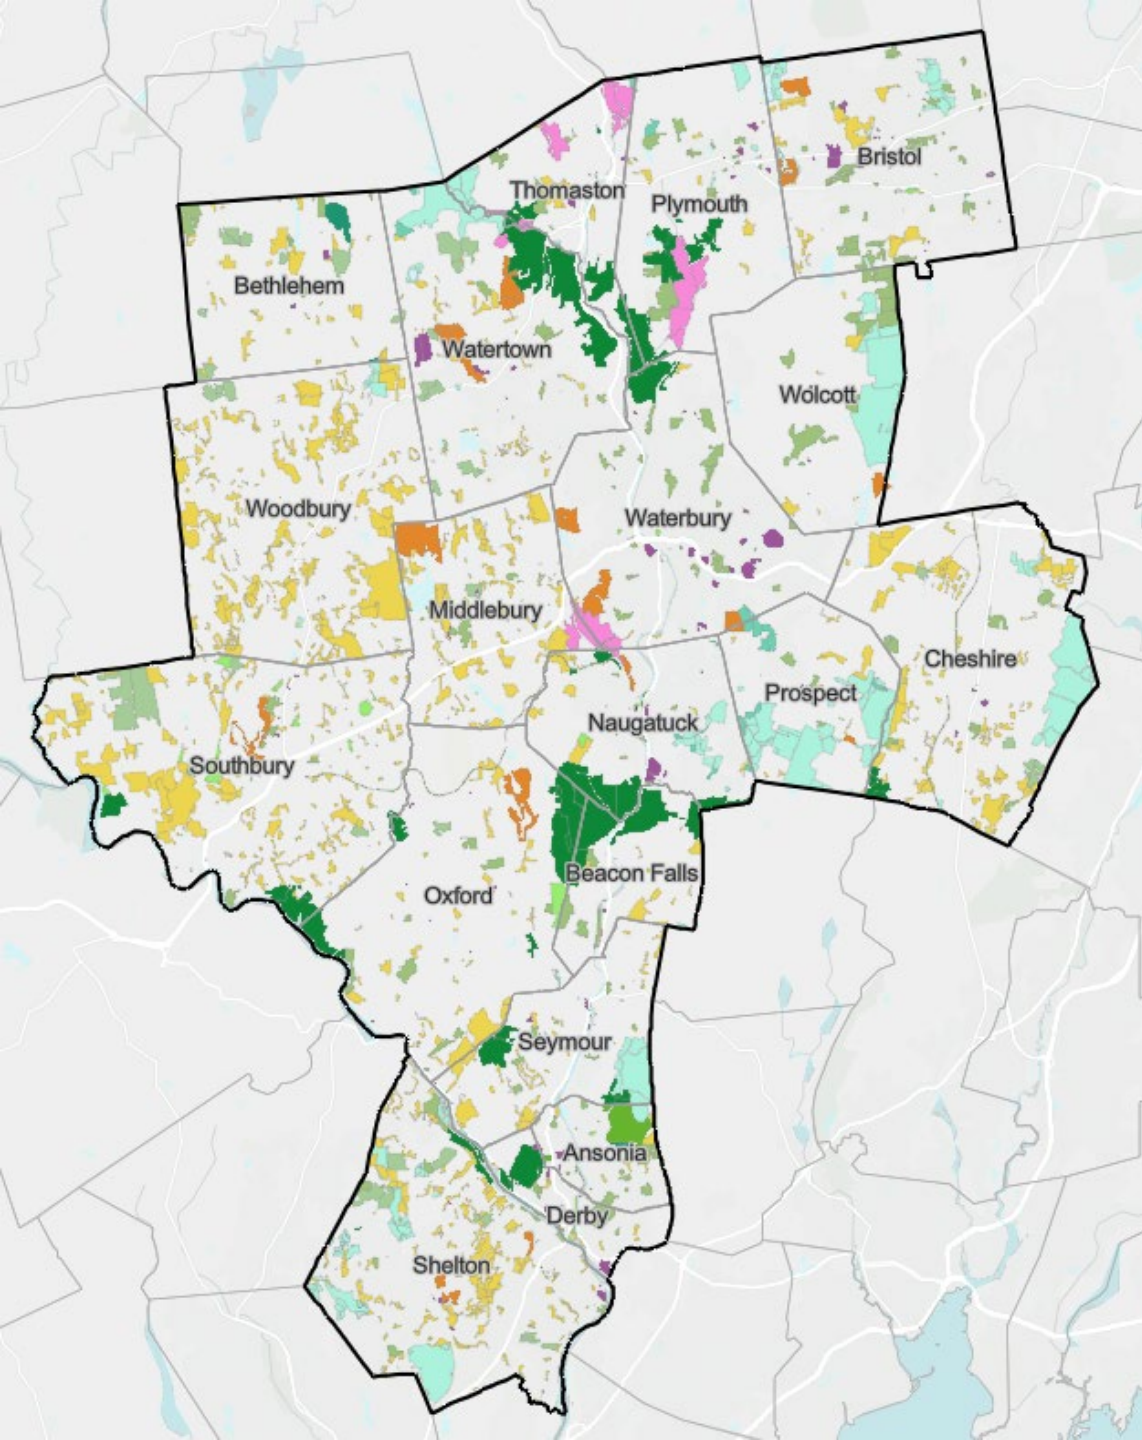 Bristol
Thomaston
Plymouth
Bethlehem
Watertown
Wolcott
Woodbury
Waterbury
Middlebury
Cheshire
Prospect
Naugatuck
Southbury
Beacon Falls
Oxford
Seymour
Ansonia
Derby
Shelton